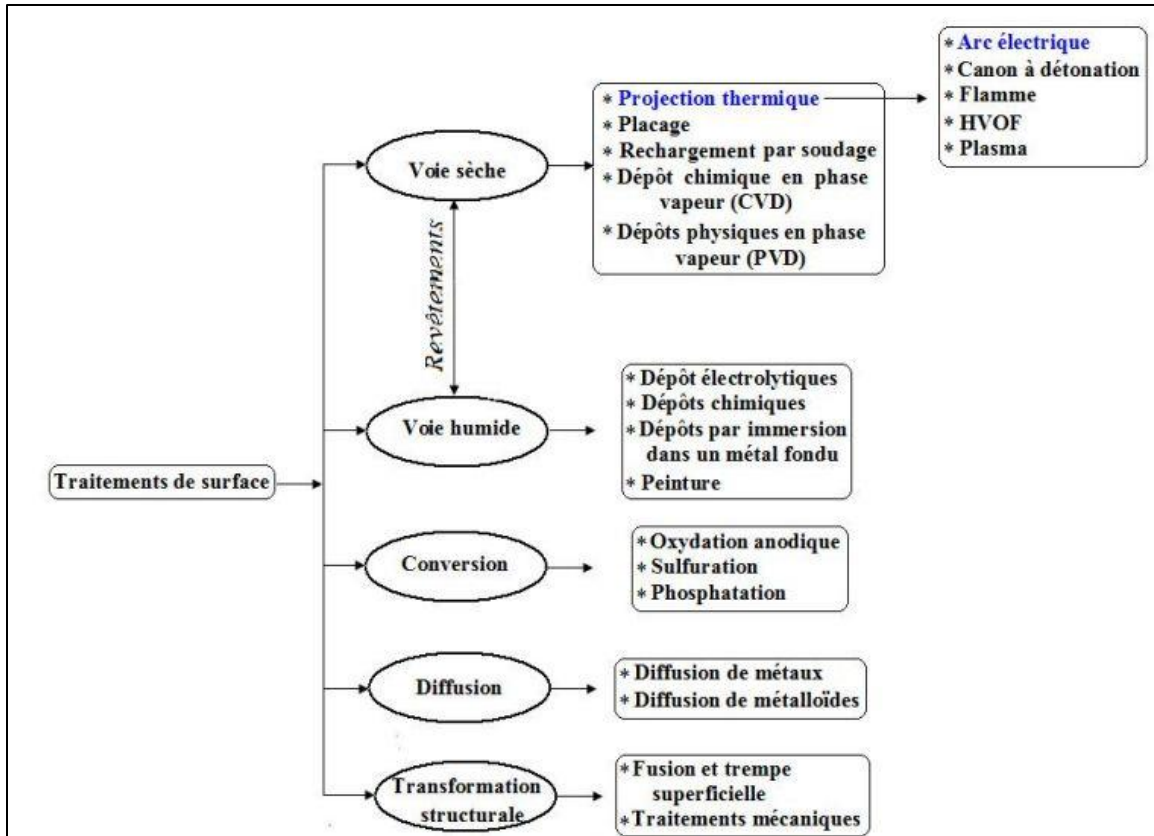 * Arc électrique
* Canon à détonation
* Flamme
* HVOF
* Plasma
* Projection thermique
* Placage
* Rechargement par soudage
* Dépôt chimique en phase
vapeur (CVD)
* Dépôts physiques en phase
vapeur (PVD)
Voie sèche
Revêtements
Voie humide
* Dépôt électrolytiques
* Dépôts chimiques
* Dépôts par immersion
dans un métal fondu
* Peinture
Traitements de surface
Conversion
* Oxydation anodique
* Sulfuration
* Phosphatation
Diffusion
* Diffusion de métaux
* Diffusion de métalloïdes
Transformation
structurale
* Fusion et trempe
superficielle
* Traitements mécaniques